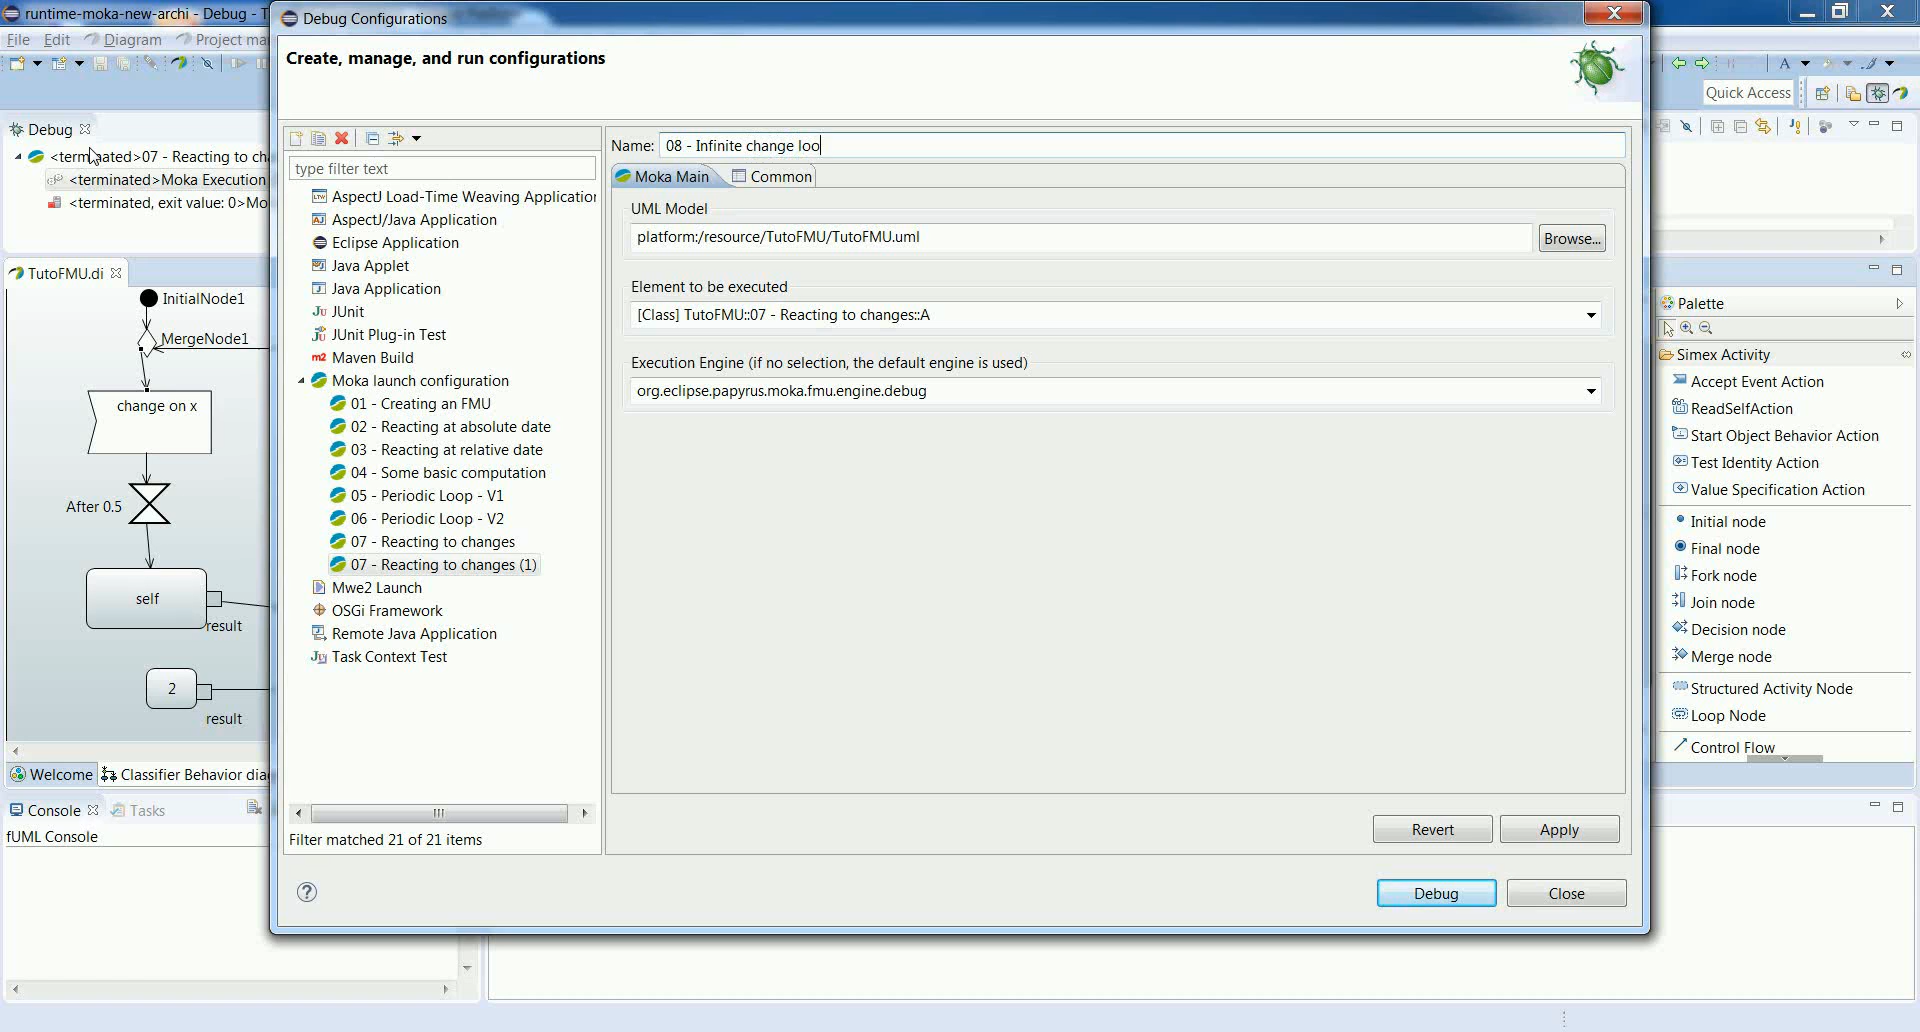 runtime-moka-new-archi - Debug - T
Debug Configurations
File Edit Diagram Project ma
Create, manage, and run configurations
Quick Access
Debug
<terminated>07 - Reacting to cha
<terminated>Moka Execution
<terminated, exit value: 0>Mo
type filter text
AspectJ Load-Time Weaving Application
AspectJ/Java Application
Eclipse Application
Java Applet
Java Application
JUnit
JUnit Plug-in Test
Maven Build
Moka launch configuration
01 - Creating an FMU
02 - Reacting at absolute date
03 - Reacting at relative date
04 - Some basic computation
05 - Periodic Loop - V1
06 - Periodic Loop - V2
07 - Reacting to changes
07 - Reacting to changes (1)
Mwe2 Launch
OSGi Framework
Remote Java Application
Task Context Test
Filter matched 21 of 21 items
Name: 08 - Infinite change loo
Moka Main Common
UML Model
platform:/resource/TutoFMU/TutoFMU.uml
Browse...
Element to be executed
[Class] TutoFMU::07 - Reacting to changes::A
Execution Engine (if no selection, the default engine is used)
org.eclipse.papyrus.moka.fmu.engine.debug
Revert Apply
Debug Close
TutoFMU.di
InitialNode1
MergeNode1
change on x
After 0.5
self
result
2
result
Welcome Classifier Behavior dia
Console Tasks
fUML Console
Palette
Simex Activity
Accept Event Action
ReadSelfAction
Start Object Behavior Action
Test Identity Action
Value Specification Action
Initial node
Final node
Fork node
Join node
Decision node
Merge node
Structured Activity Node
Loop Node
Control Flow